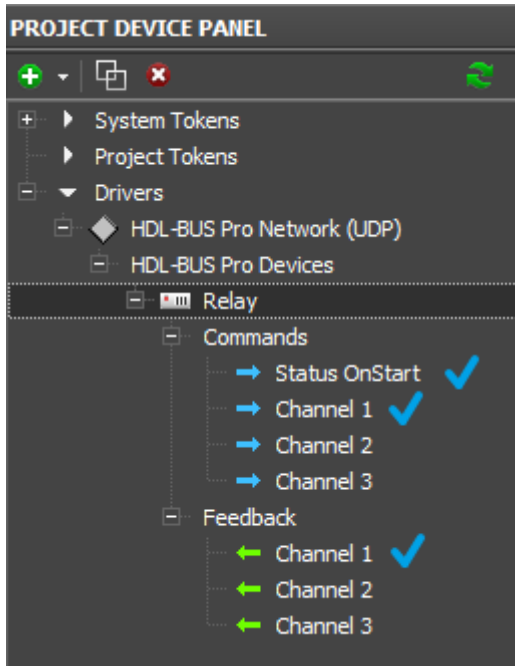 PROJECT DEVICE PANEL
System Tokens
Project Tokens
Drivers
HDL-BUS Pro Network (UDP)
HDL-BUS Pro Devices
Relay
Commands
Status OnStart
Channel 1
Channel 2
Channel 3
Feedback
Channel 1
Channel 2
Channel 3